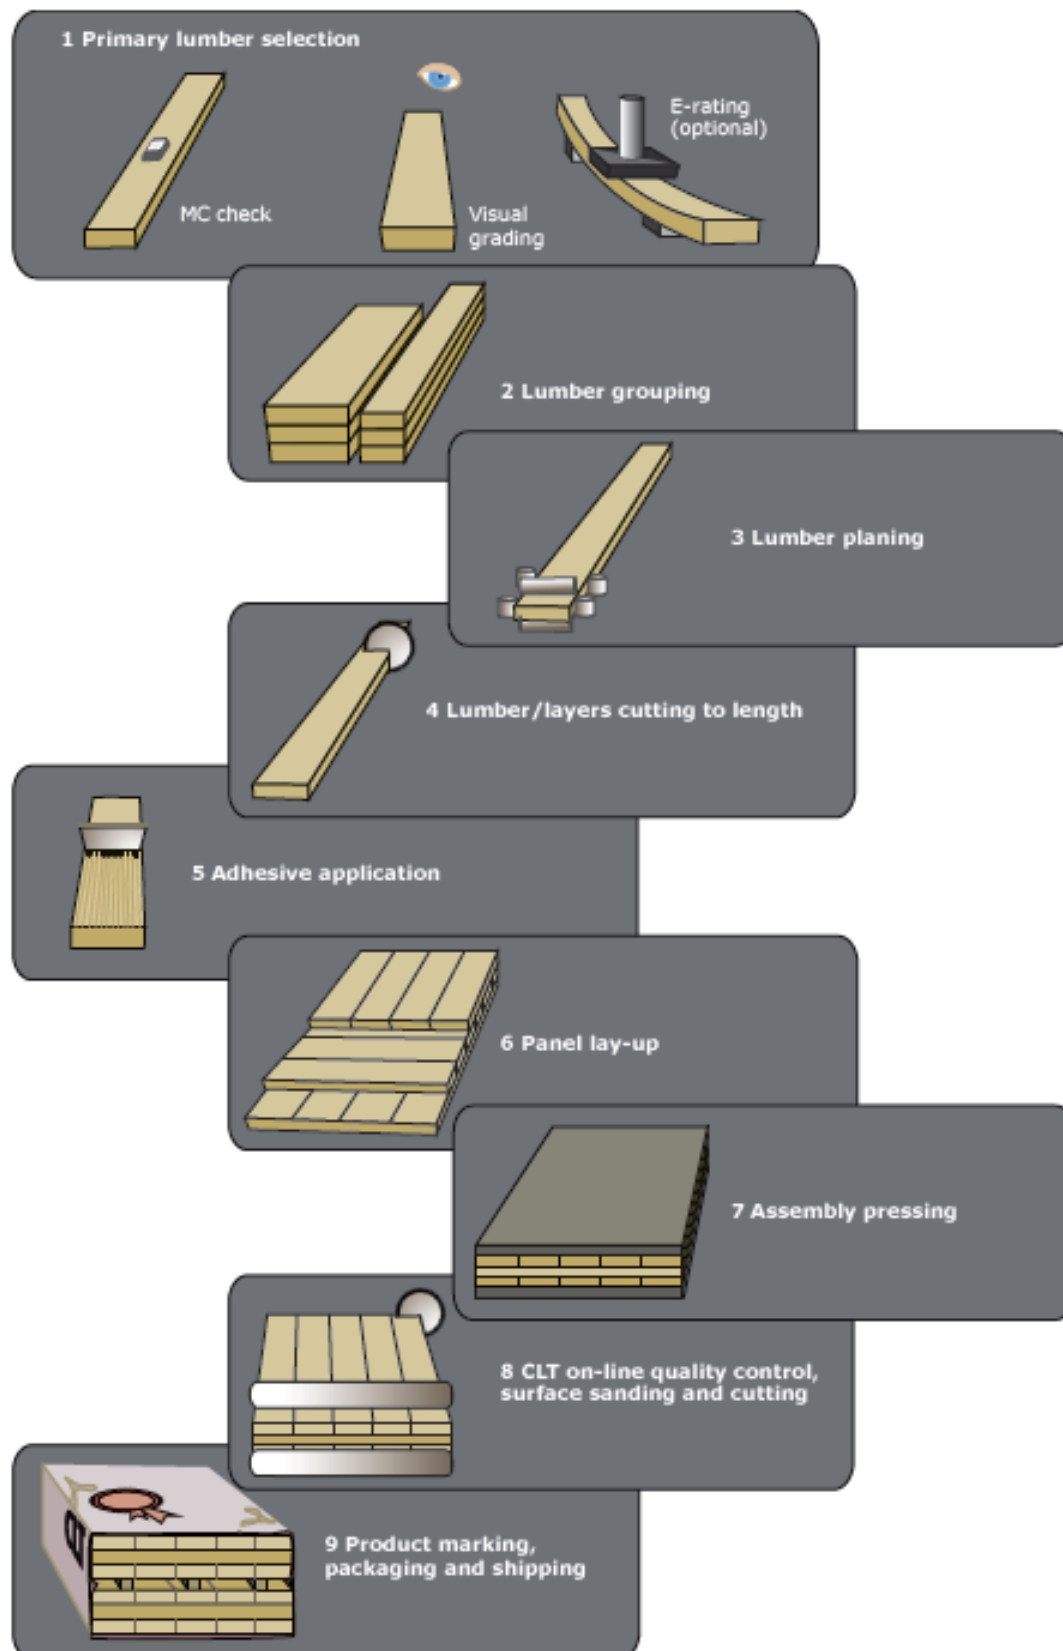 1 Primary lumber selection
MC check
Visual
grading
E-rating
(optional)
2 Lumber grouping
3 Lumber planing
4 Lumber/layers cutting to length
5 Adhesive application
6 Panel lay-up
7 Assembly pressing
8 CLT on-line quality control,
surface sanding and cutting
9 Product marking,
packaging and shipping